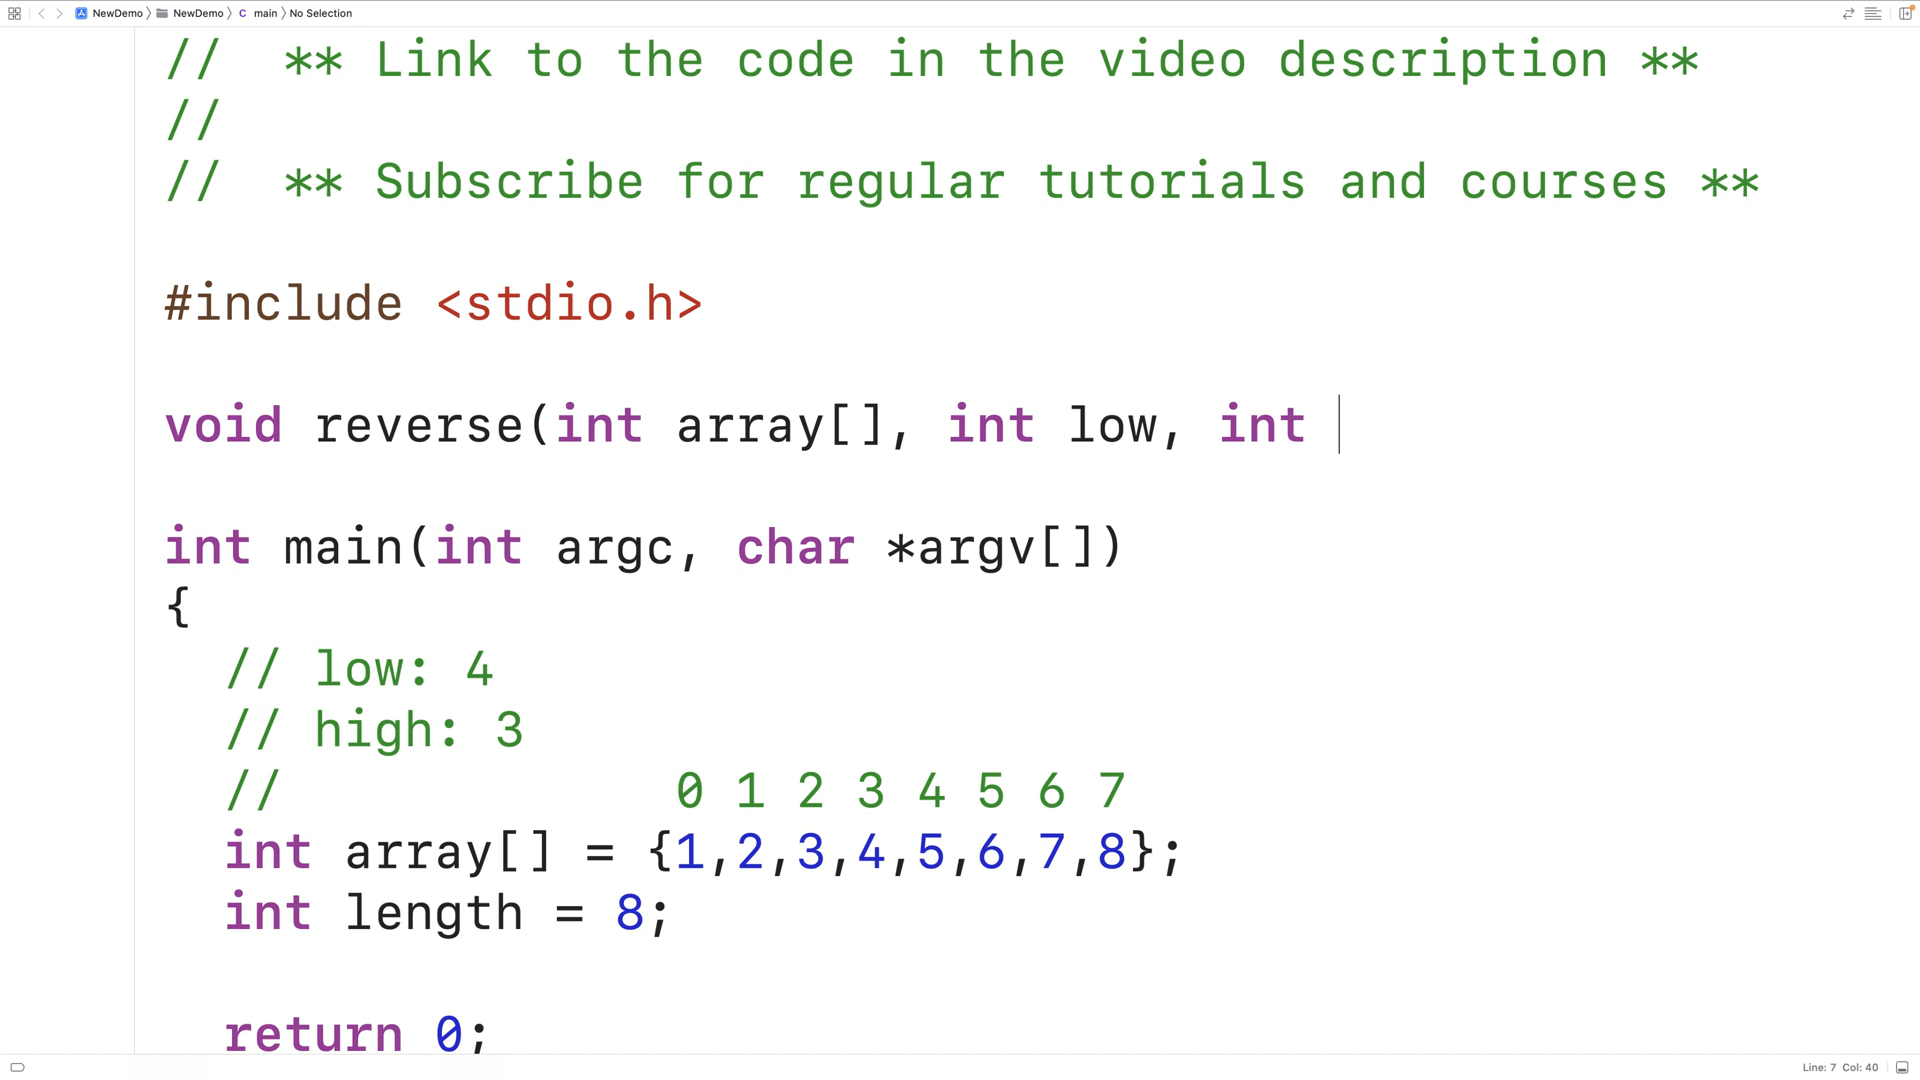 NewDemo NewDemo C main No Selection
//  ** Link to the code in the video description **
//
//  ** Subscribe for regular tutorials and courses **
#include <stdio.h>
void reverse(int array[], int low, int
int main(int argc, char *argv[])
{
  // low: 4
  // high: 3
  //             0 1 2 3 4 5 6 7
  int array[] = {1,2,3,4,5,6,7,8};
  int length = 8;
  return 0;
Line: 7 Col: 40